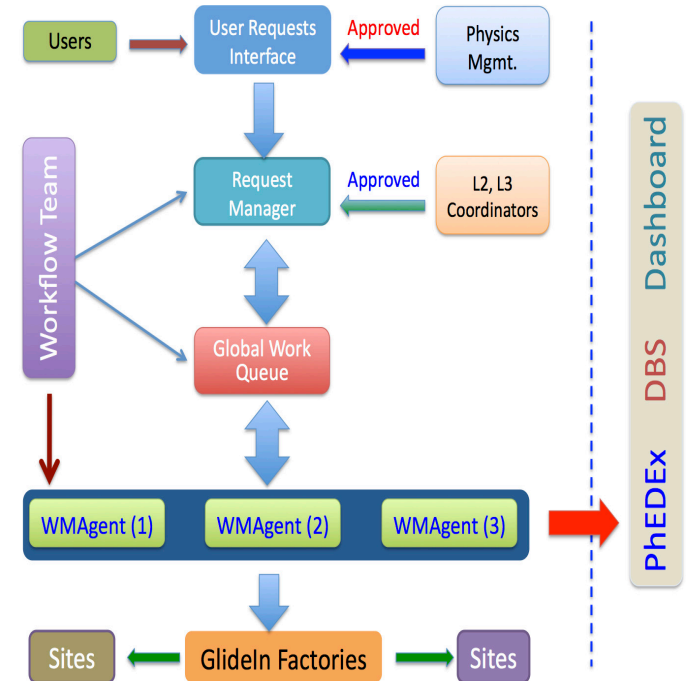 Users
User Requests
Interface
Approved
Physics
Mgmt.
Workflow Team
Request
Manager
Approved
L2, L3
Coordinators
Global Work
Queue
WMAgent (1)
WMAgent (2)
WMAgent (3)
Sites
GlideIn Factories
Sites
PhEDEx DBS Dashboard